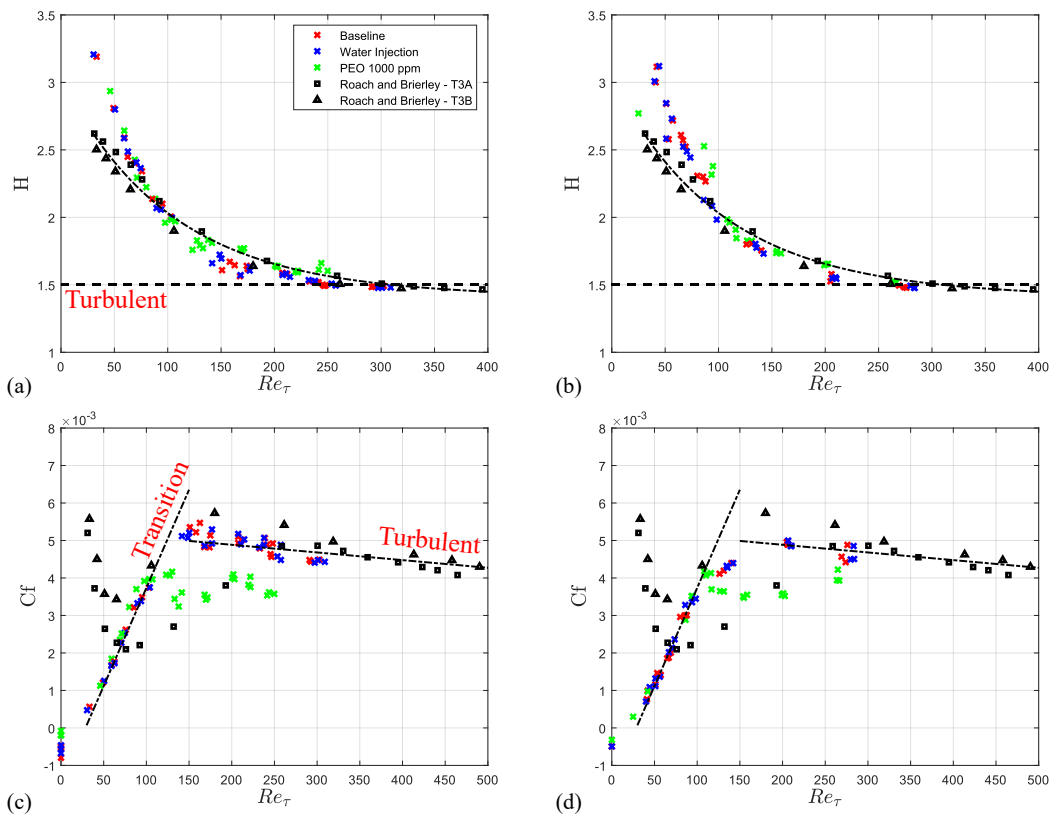 3.5
3
2.5
2
1.5
1
H
0 50 100 150 200 250 300 350 400
Re_τ
Baseline
Water Injection
PEO 1000 ppm
Roach and Brierley - T3A
Roach and Brierley - T3B
Turbulent
(a)
3.5
3
2.5
2
1.5
1
H
0 50 100 150 200 250 300 350 400
Re_τ
(b)
×10⁻³
8
7
6
5
4
3
2
1
0
-1
Cf
0 50 100 150 200 250 300 350 400 450 500
Re_τ
Transition
Turbulent
(c)
×10⁻³
8
7
6
5
4
3
2
1
0
-1
Cf
0 50 100 150 200 250 300 350 400 450 500
Re_τ
(d)